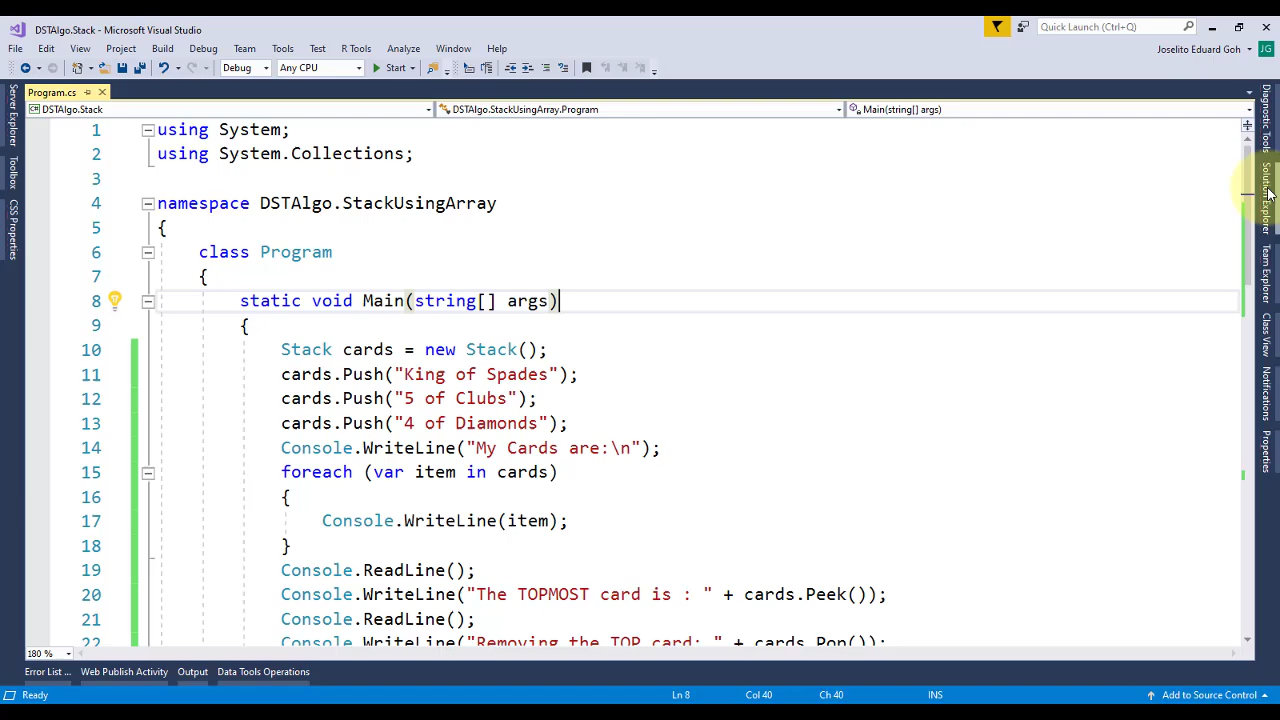 DSTAlgo.Stack - Microsoft Visual Studio
Quick Launch (Ctrl+Q)
File Edit View Project Build Debug Team Tools Test R Tools Analyze Window Help
Joselito Eduard Goh JG
Debug Any CPU Start
Program.cs
DSTAlgo.Stack DSTAlgo.StackUsingArray.Program Main(string[] args)
1 using System;
2 using System.Collections;
3
4 namespace DSTAlgo.StackUsingArray
5 {
6 class Program
7 {
8 static void Main(string[] args)
9 {
10 Stack cards = new Stack();
11 cards.Push("King of Spades");
12 cards.Push("5 of Clubs");
13 cards.Push("4 of Diamonds");
14 Console.WriteLine("My Cards are:\n");
15 foreach (var item in cards)
16 {
17 Console.WriteLine(item);
18 }
19 Console.ReadLine();
20 Console.WriteLine("The TOPMOST card is : " + cards.Peek());
21 Console.ReadLine();
22 Console.WriteLine("Removing the TOP card: " + cards.Pop());
180 %
Server Explorer
Toolbox
CSS Properties
Diagnostic Tools
Solution Explorer
Team Explorer
Class View
Notifications
Properties
Error List ... Web Publish Activity Output Data Tools Operations
Ready Ln 8 Col 40 Ch 40 INS Add to Source Control